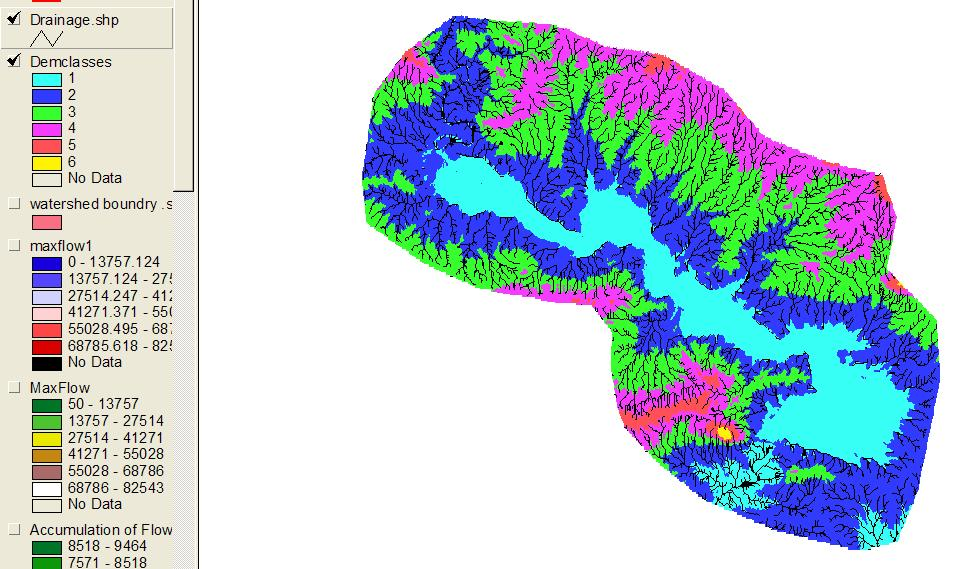 Drainage.shp
Demclasses
1
2
3
4
5
6
No Data
watershed boundry .s
maxflow1
0 - 13757.124
13757.124 - 275
27514.247 - 412
41271.371 - 550
55028.495 - 687
68785.618 - 825
No Data
MaxFlow
50 - 13757
13757 - 27514
27514 - 41271
41271 - 55028
55028 - 68786
68786 - 82543
No Data
Accumulation of Flow
8518 - 9464
7571 - 8518